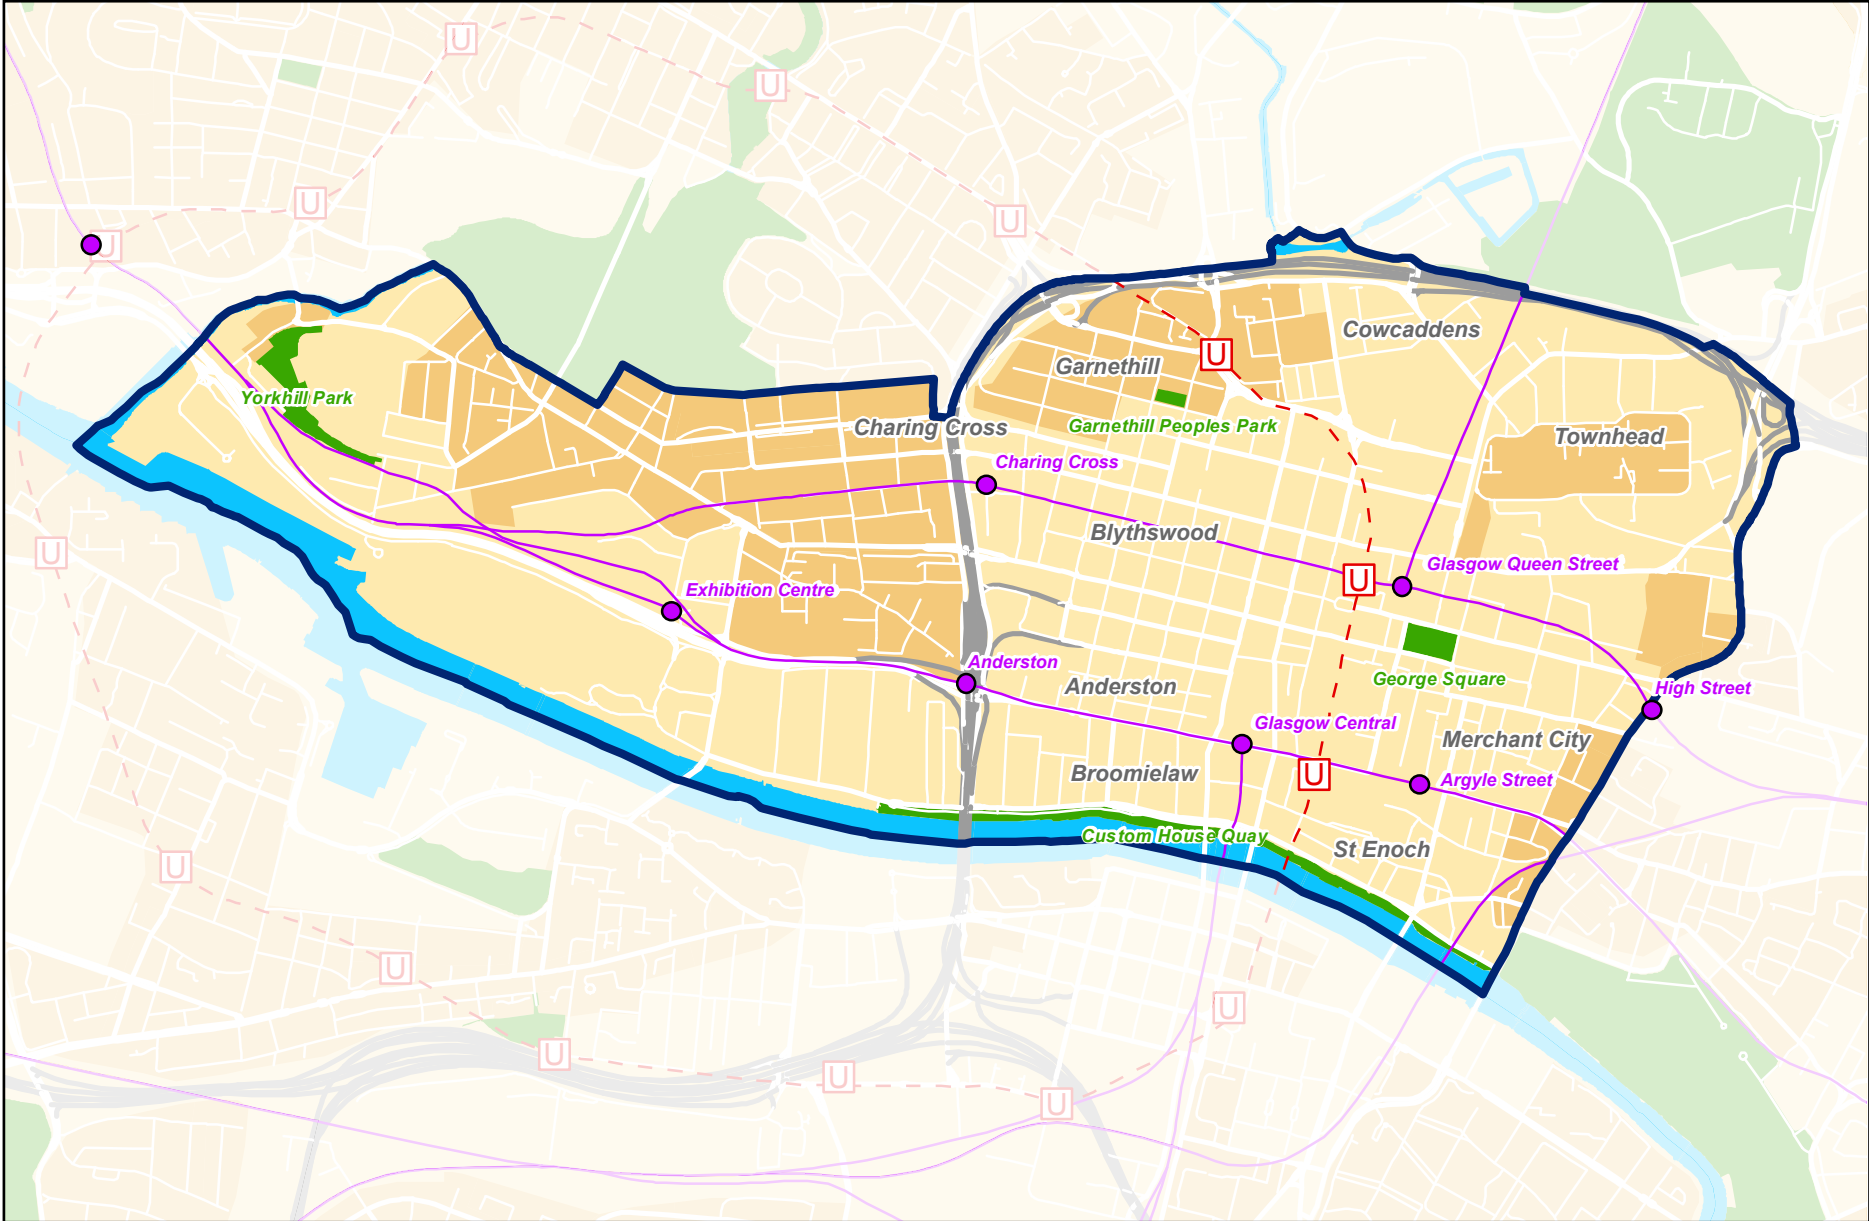 U
U
U
U
U
Cowcaddens
Garnethill
U
Yorkhill Park
Garnethill Peoples Park
Charing Cross
Townhead
Charing Cross
Blythswood
U
Glasgow Queen Street
U
Exhibition Centre
Anderston
George Square
Anderston
High Street
Glasgow Central
Merchant City
Broomielaw
U
Argyle Street
Custom House Quay
St Enoch
U
U
U
U
U
U